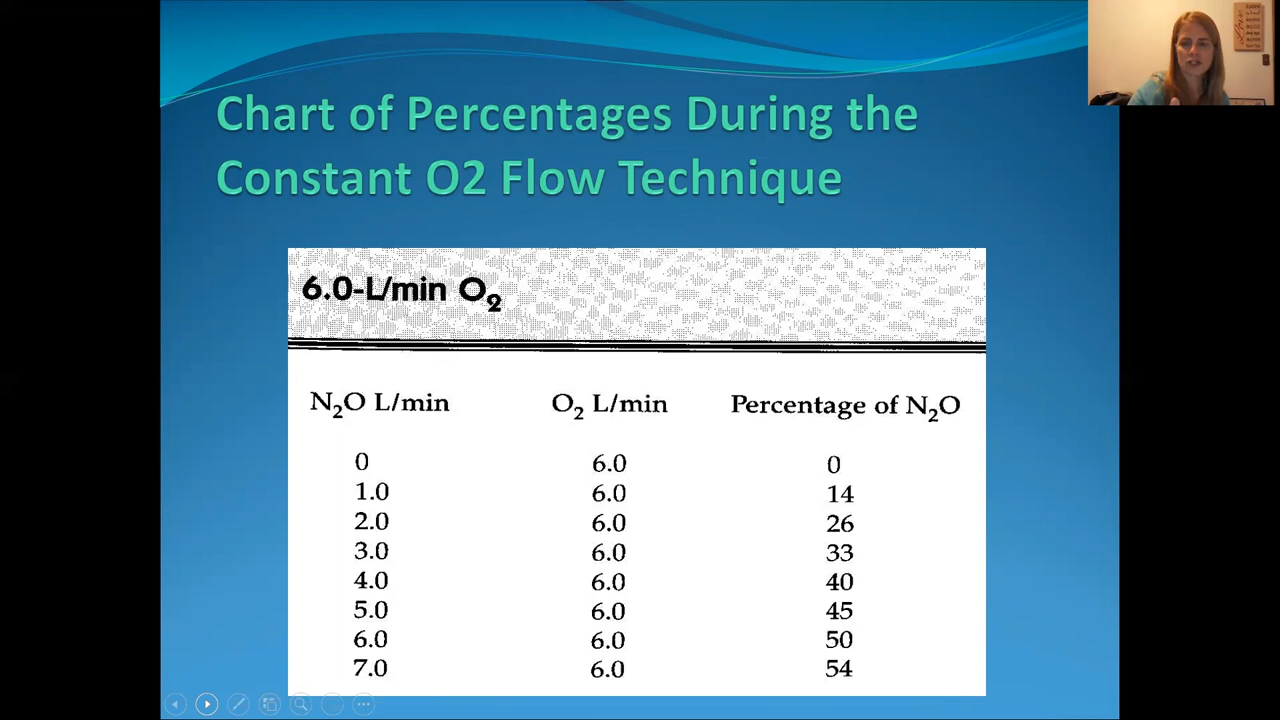 Chart of Percentages During the
Constant O2 Flow Technique
6.0-L/min O₂
N₂O L/min O₂ L/min Percentage of N₂O
0 6.0 0
1.0 6.0 14
2.0 6.0 26
3.0 6.0 33
4.0 6.0 40
5.0 6.0 45
6.0 6.0 50
7.0 6.0 54